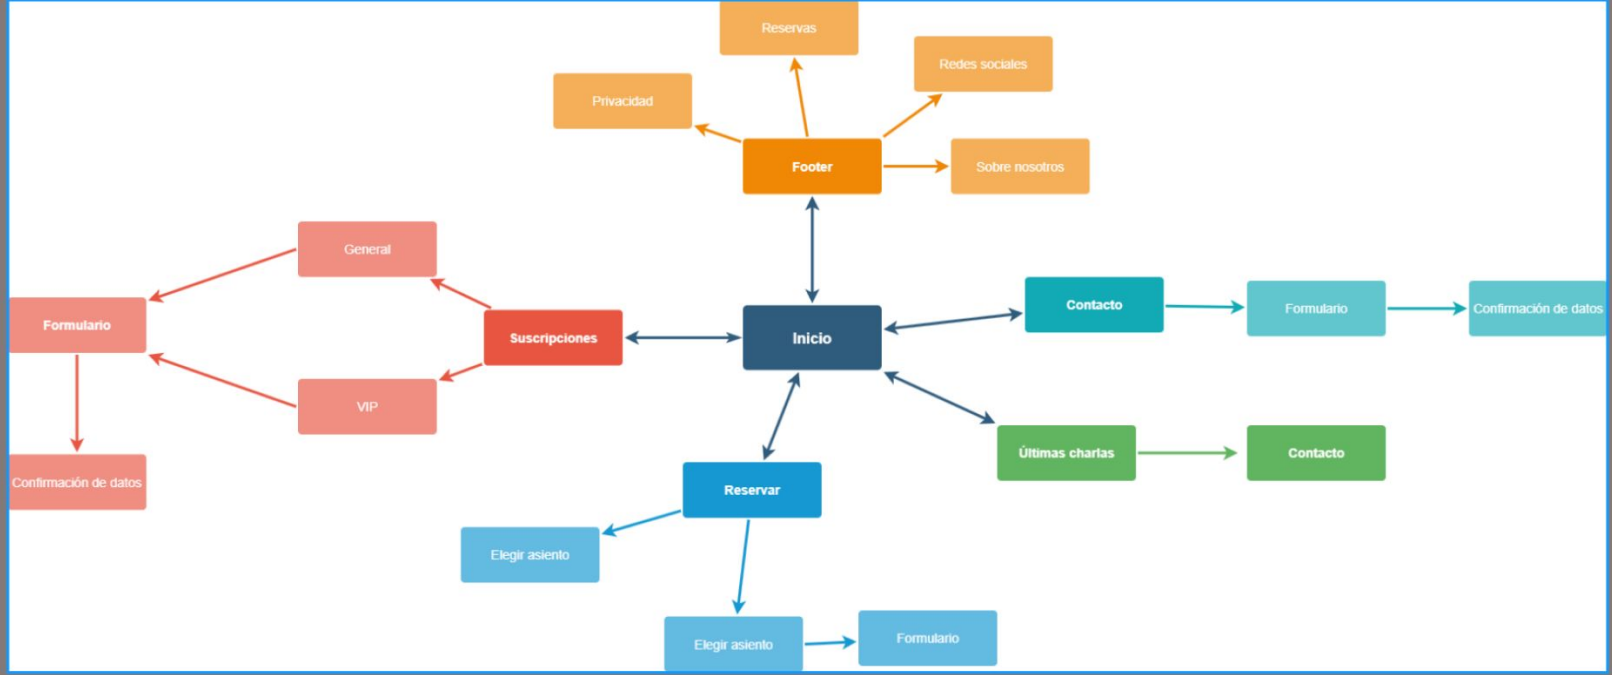 Reservas
Redes sociales
Privacidad
Footer
Sobre nosotros
General
Formulario
Suscripciones
Inicio
Contacto
Formulario
Confirmación de datos
VIP
Últimas charlas
Contacto
Confirmación de datos
Reservar
Elegir asiento
Elegir asiento
Formulario